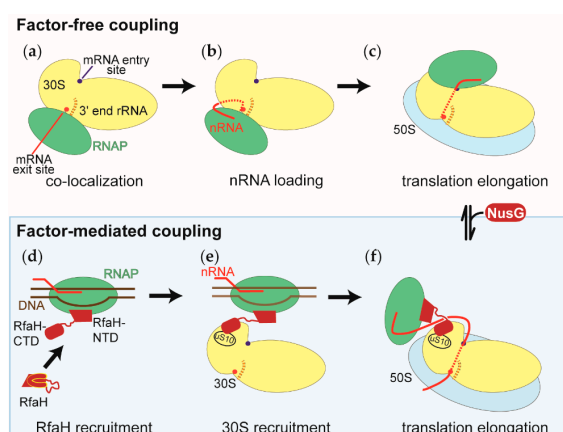 Factor-free coupling
(a)
(b)
(c)
mRNA entry
site
30S
3' end rRNA
RNAP
mRNA
exit site
nRNA
50S
co-localization
nRNA loading
translation elongation
NusG
Factor-mediated coupling
(d)
(e)
(f)
RNAP
DNA
RfaH-
CTD
RfaH-
NTD
RfaH
nRNA
uS10
30S
uS10
50S
RfaH recruitment
30S recruitment
translation elongation